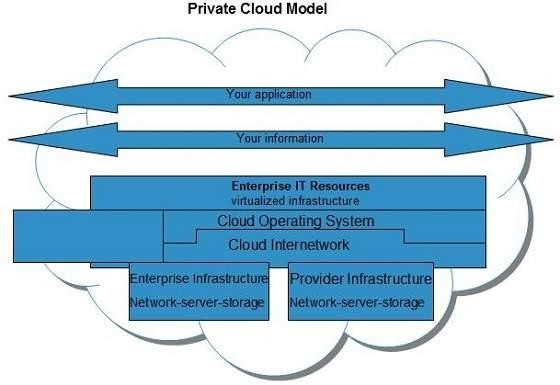 Private Cloud Model
Your application
Your information
Enterprise IT Resources
virtualized infrastructure
Cloud Operating System
Cloud Internetwork
Enterprise Infrastructure
Network-server-storage
Provider Infrastructure
Network-server-storage